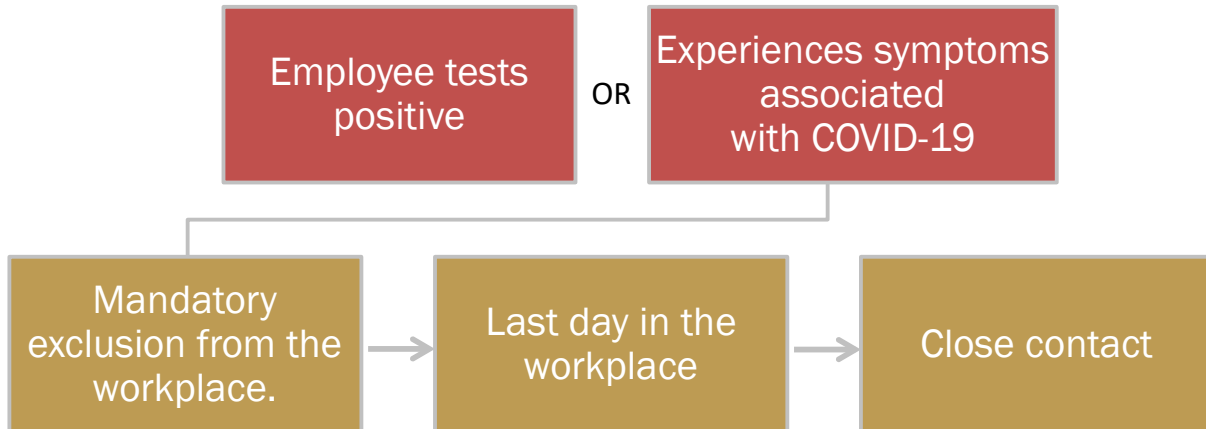 Employee tests
positive
OR
Experiences symptoms
associated
with COVID-19
Mandatory
exclusion from the
workplace.
Last day in the
workplace
Close contact